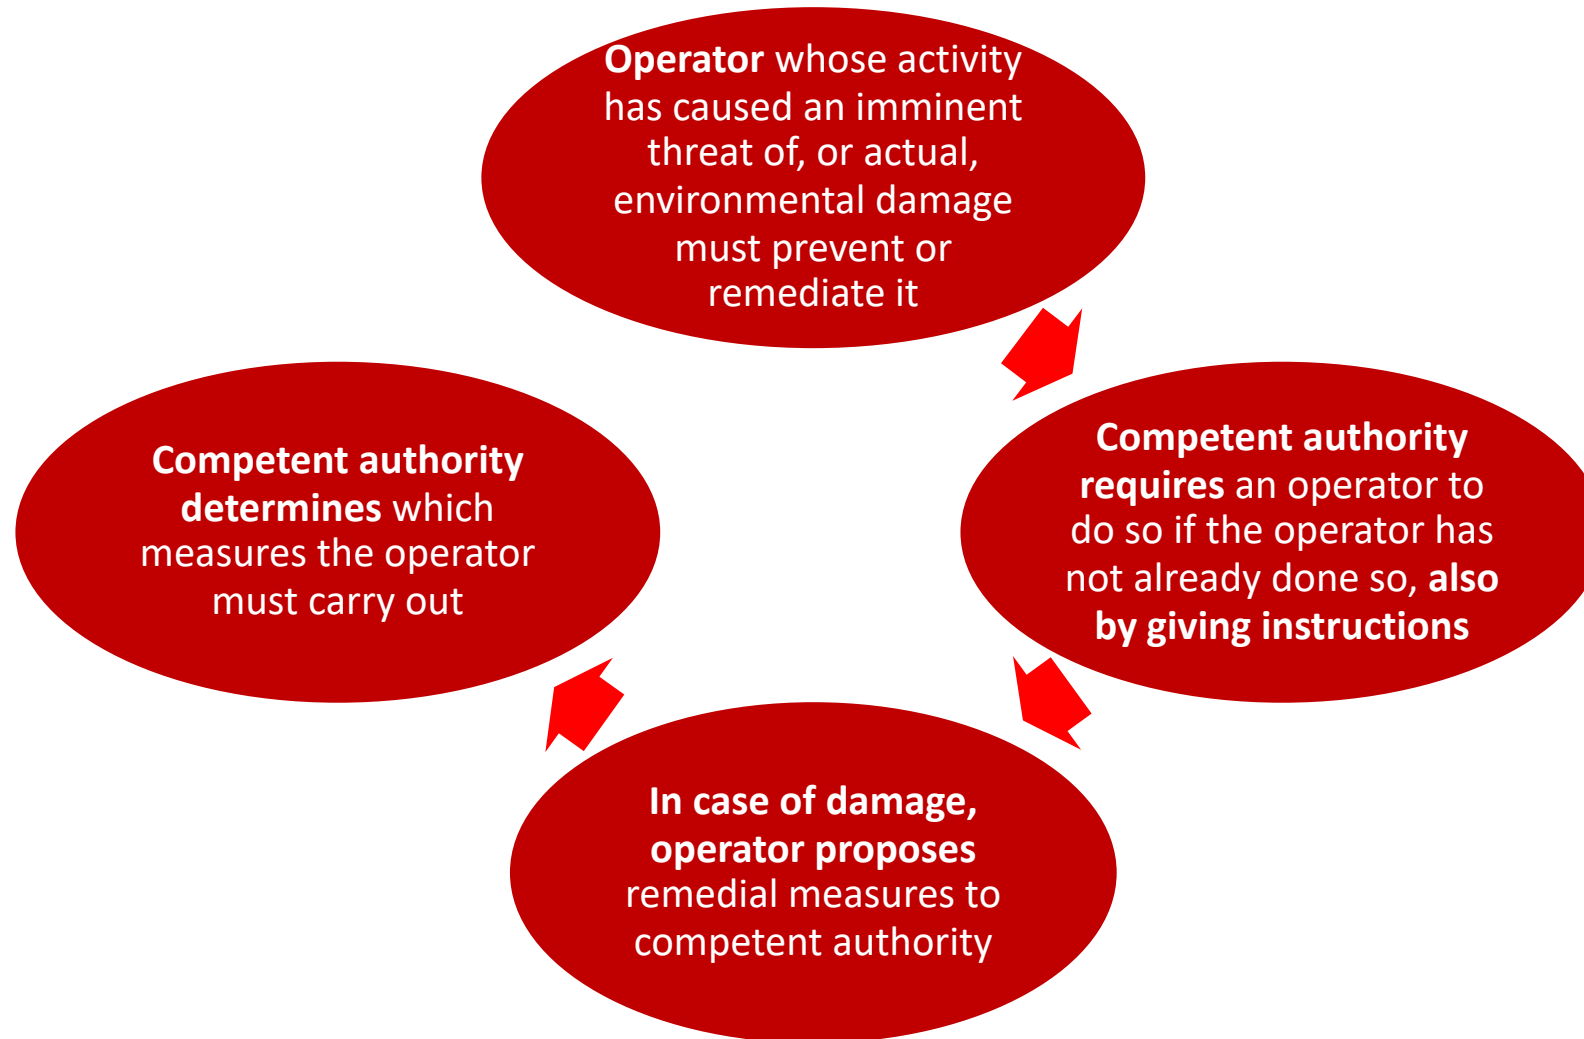 Operator whose activity
has caused an imminent
threat of, or actual,
environmental damage
must prevent or
remediate it
Competent authority
requires an operator to
do so if the operator has
not already done so, also
by giving instructions
In case of damage,
operator proposes
remedial measures to
competent authority
Competent authority
determines which
measures the operator
must carry out